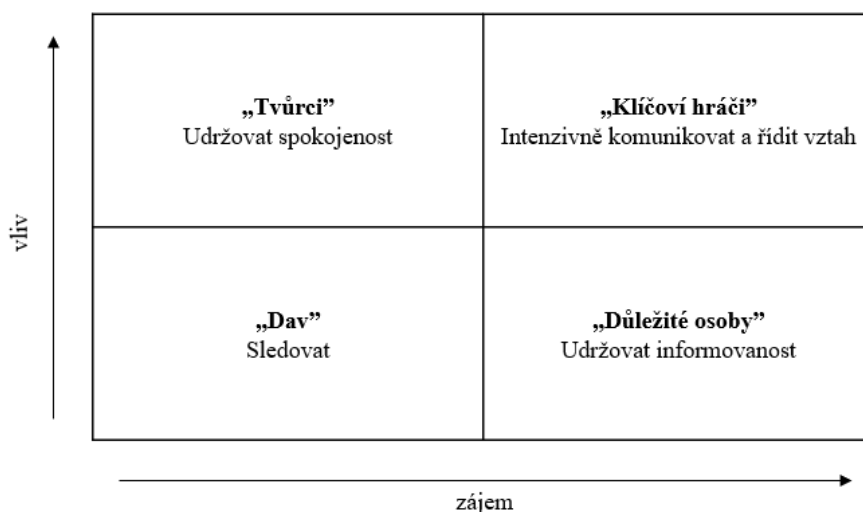 „Tvůrci”
Udržovat spokojenost
„Klíčoví hráči”
Intenzivně komunikovat a řídit vztah
vliv
„Dav”
Sledovat
„Důležité osoby”
Udržovat informovanost
zájem